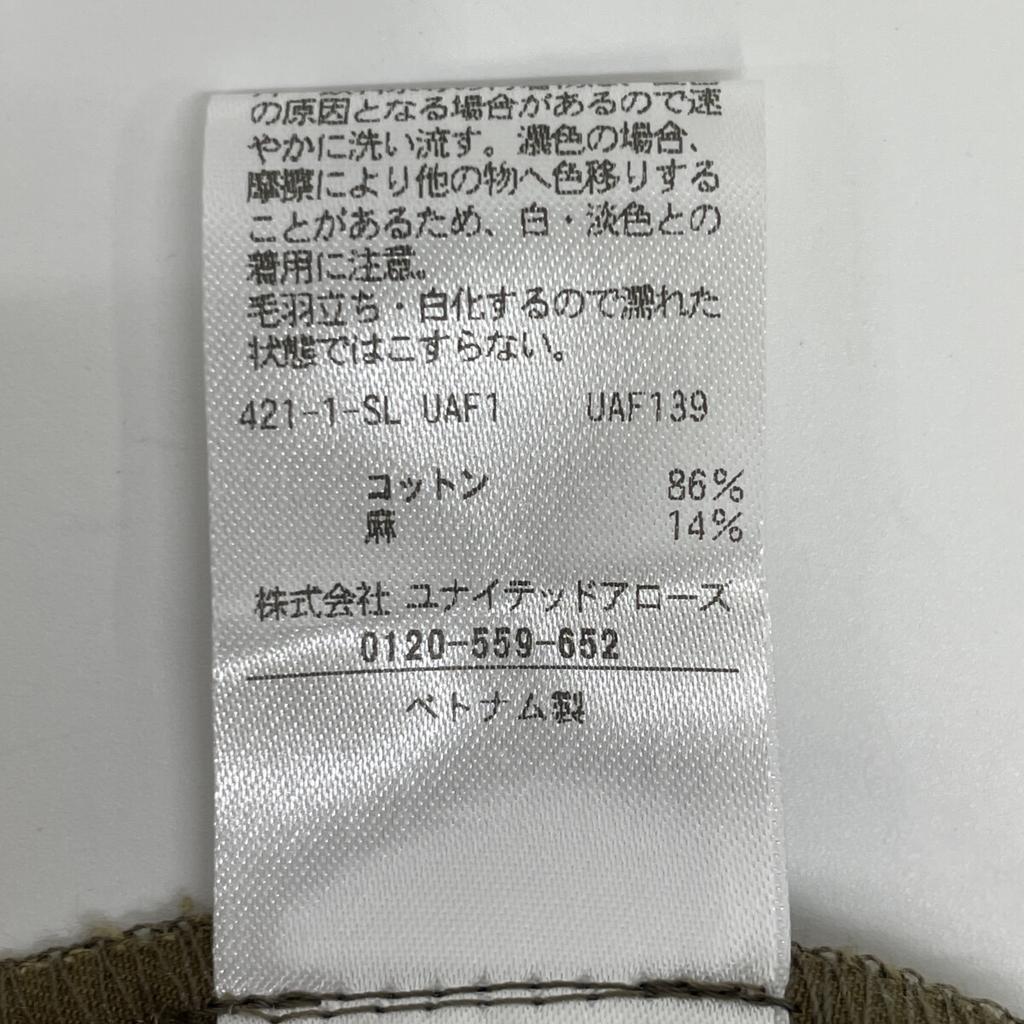 の原因となる場合があるので速
やかに洗い流す。濃色の場合、
摩擦により他の物へ色移りする
ことがあるため、白・淡色との
着用に注意。
毛羽立ち・白化するので濡れた
状態ではこすらない。
421-1-SL UAF1 UAF139
コットン 86%
麻 14%
株式会社 ユナイテッドアローズ
0120-559-652
ベトナム製